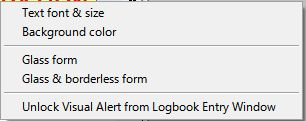 Text font & size
Background color
Glass form
Glass & borderless form
Unlock Visual Alert from Logbook Entry Window